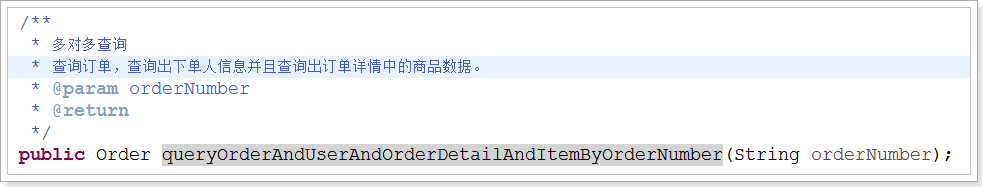 /**
 * 多对多查询
 * 查询订单，查询出下单人信息并且查询出订单详情中的商品数据。
 * @param orderNumber
 * @return
 */
public Order queryOrderAndUserAndOrderDetailAndItemByOrderNumber(String orderNumber);